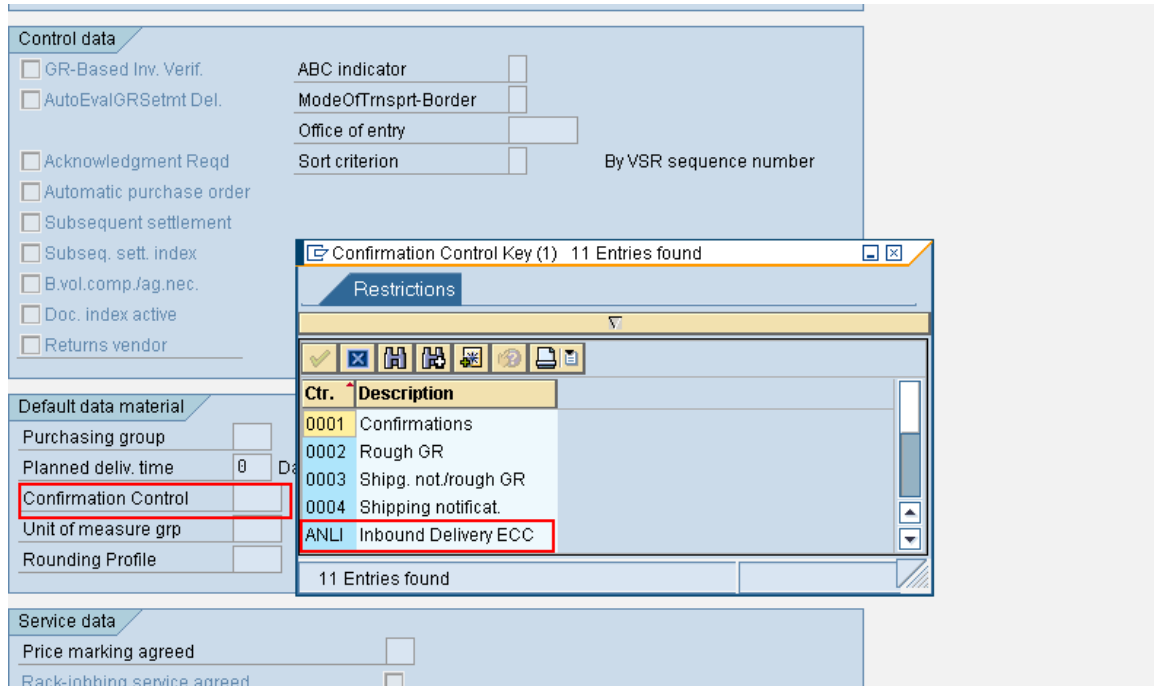 Control data
GR-Based Inv. Verif. ABC indicator
AutoEvalGRSetmt Del. ModeOfTrnsprt-Border
Office of entry
Acknowledgment Reqd Sort criterion By VSR sequence number
Automatic purchase order
Subsequent settlement
Subseq. sett. index
B.vol.comp./ag.nec.
Doc. index active
Returns vendor
Confirmation Control Key (1) 11 Entries found
Restrictions
Ctr. Description
0001 Confirmations
0002 Rough GR
0003 Shipg. not./rough GR
0004 Shipping notificat.
ANLI Inbound Delivery ECC
11 Entries found
Default data material
Purchasing group
Planned deliv. time 0 Da
Confirmation Control
Unit of measure grp
Rounding Profile
Service data
Price marking agreed
Rack-jobbing service agreed